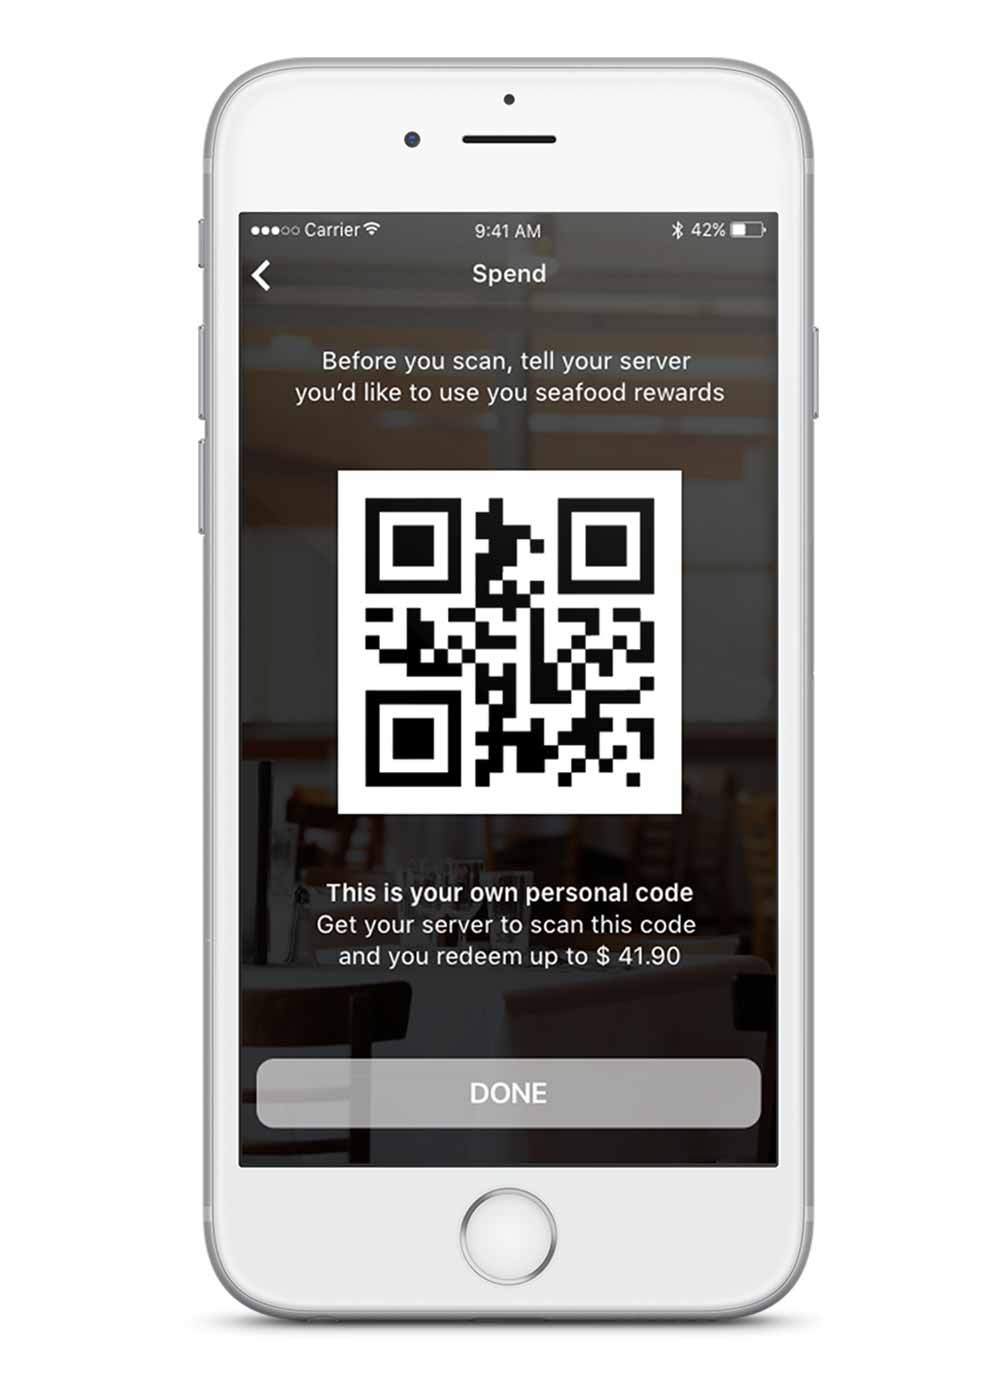 Carrier 9:41 AM 42%
Spend
Before you scan, tell your server
you'd like to use you seafood rewards
This is your own personal code
Get your server to scan this code
and you redeem up to $ 41.90
DONE